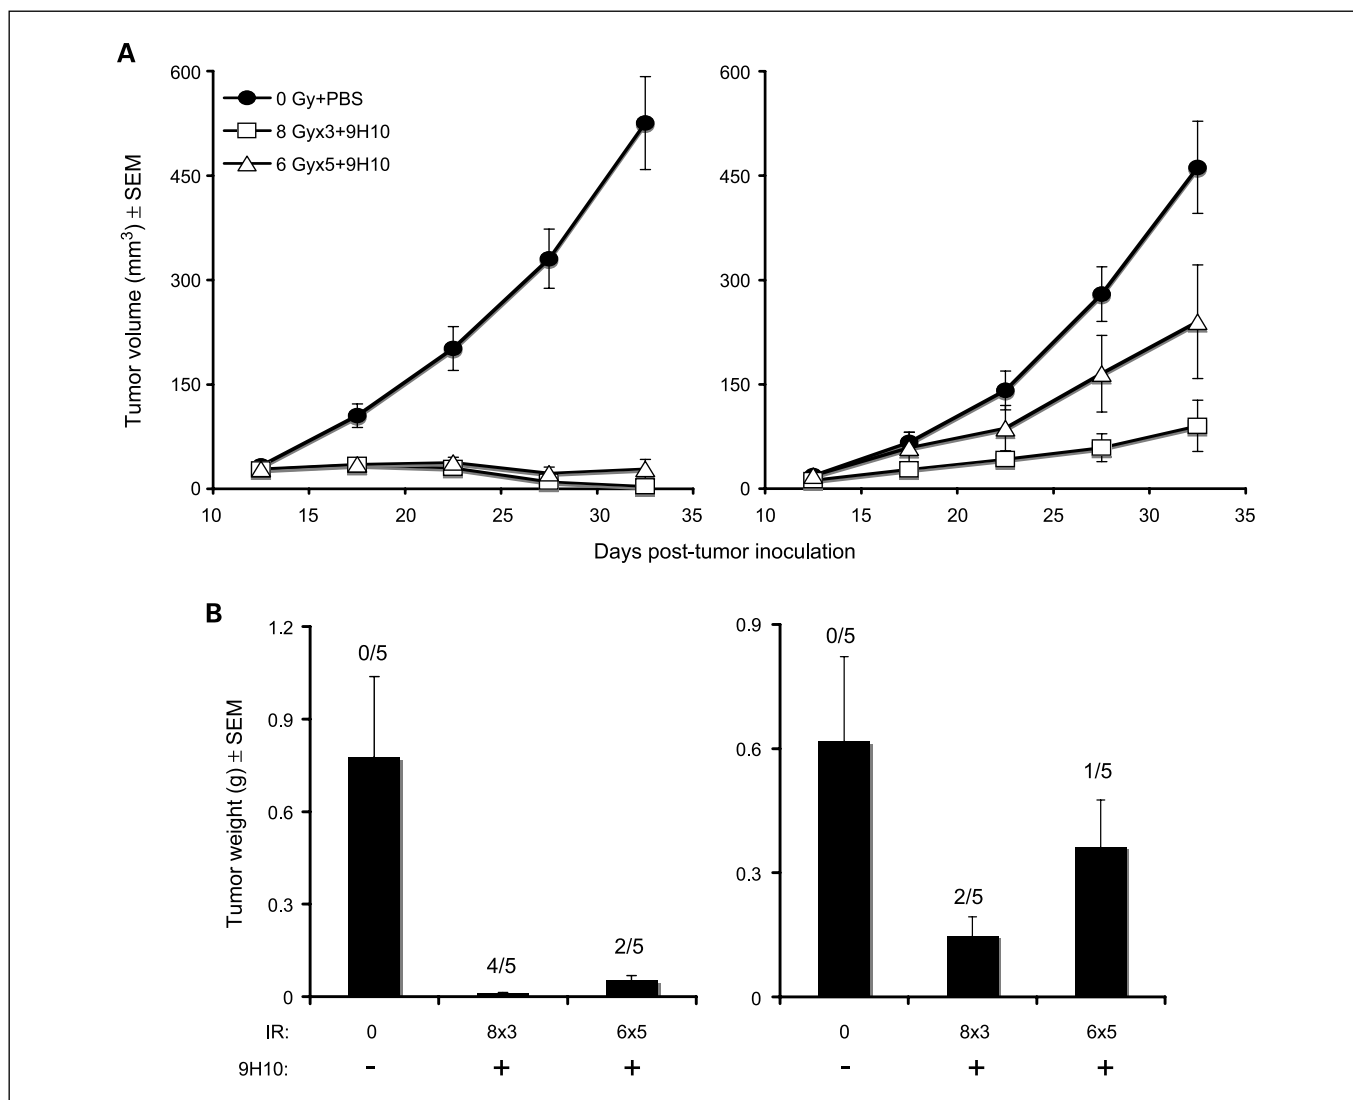 A
600
450
300
150
0
10 15 20 25 30 35
0 Gy+PBS
8 Gyx3+9H10
6 Gyx5+9H10
Tumor volume (mm³) ± SEM
600
450
300
150
0
10 15 20 25 30 35
Days post-tumor inoculation
B
1.2
0.9
0.6
0.3
0
Tumor weight (g) ± SEM
0/5
4/5
2/5
0.9
0.6
0.3
0
0/5
2/5
1/5
IR: 0 8x3 6x5 0 8x3 6x5
9H10: - + + - + +